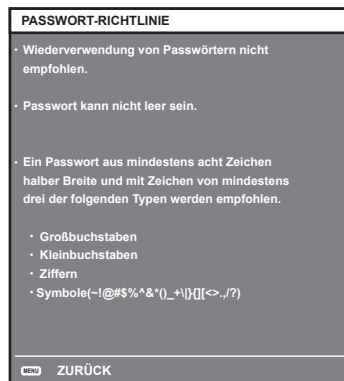 PASSWORT-RICHTLINIE
· Wiederverwendung von Passwörtern nicht
empfohlen.
· Passwort kann nicht leer sein.
· Ein Passwort aus mindestens acht Zeichen
halber Breite und mit Zeichen von mindestens
drei der folgenden Typen werden empfohlen.
· Großbuchstaben
· Kleinbuchstaben
· Ziffern
· Symbole(~!@#$%^&*()_+\|}{][<>.,/?)
MENU ZURÜCK